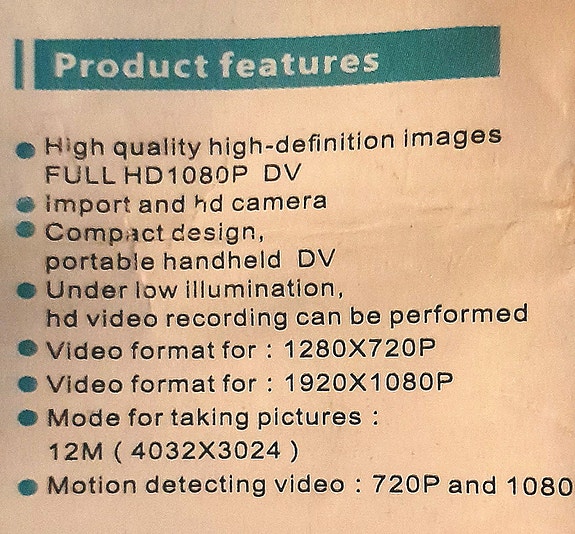 Product features
High quality high-definition images
FULL HD1080P DV
Import and hd camera
Compact design,
portable handheld DV
Under low illumination,
hd video recording can be performed
Video format for : 1280X720P
Video format for : 1920X1080P
Mode for taking pictures :
12M ( 4032X3024 )
Motion detecting video : 720P and 1080